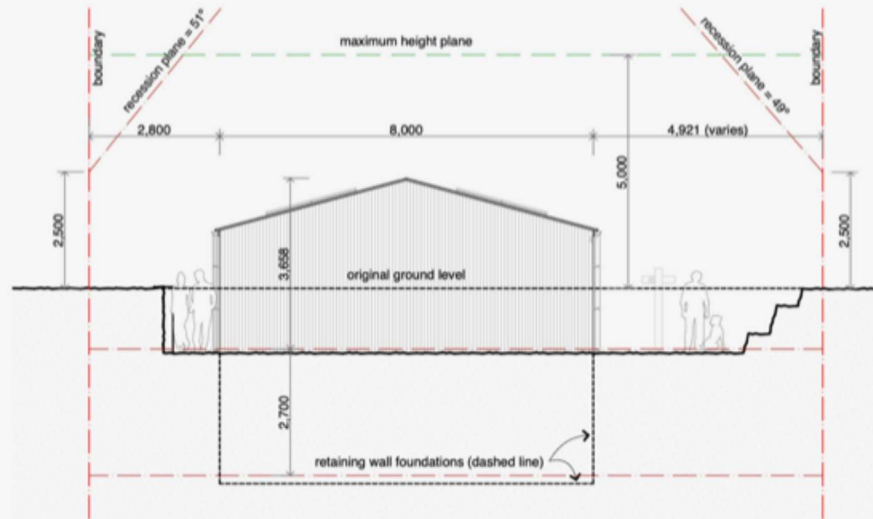 recession plane = 51°
recession plane = 49°
boundary
maximum height plane
boundary
2,800
8,000
4,921 (varies)
5,000
2,500
2,500
3,658
original ground level
2,700
retaining wall foundations (dashed line)